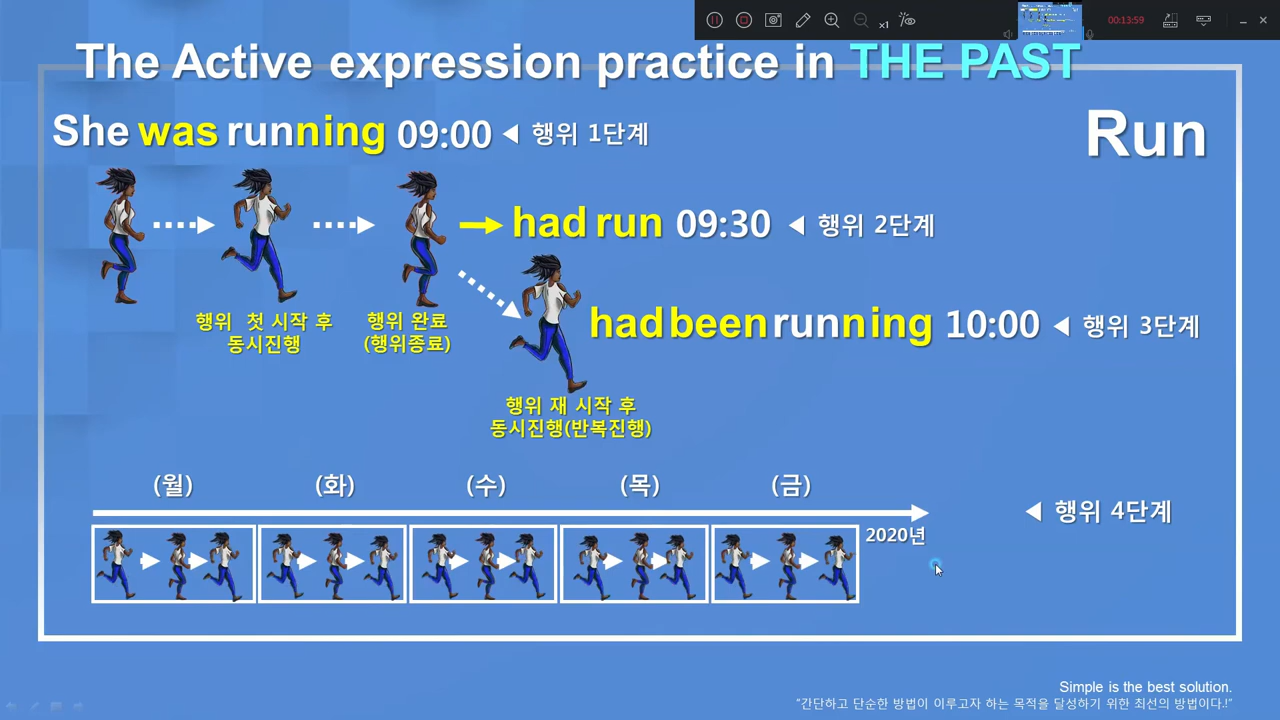 x1
00:13:59
The Active expression practice in THE PAST
She was running 09:00 ◀ 행위 1단계
Run
had run 09:30 ◀ 행위 2단계
행위 첫 시작 후
동시진행
행위 완료
(행위종료)
had been running 10:00 ◀ 행위 3단계
행위 재 시작 후
동시진행(반복진행)
(월) (화) (수) (목) (금)
◀ 행위 4단계
2020년
Simple is the best solution.
"간단하고 단순한 방법이 이루고자 하는 목적을 달성하기 위한 최선의 방법이다.!"